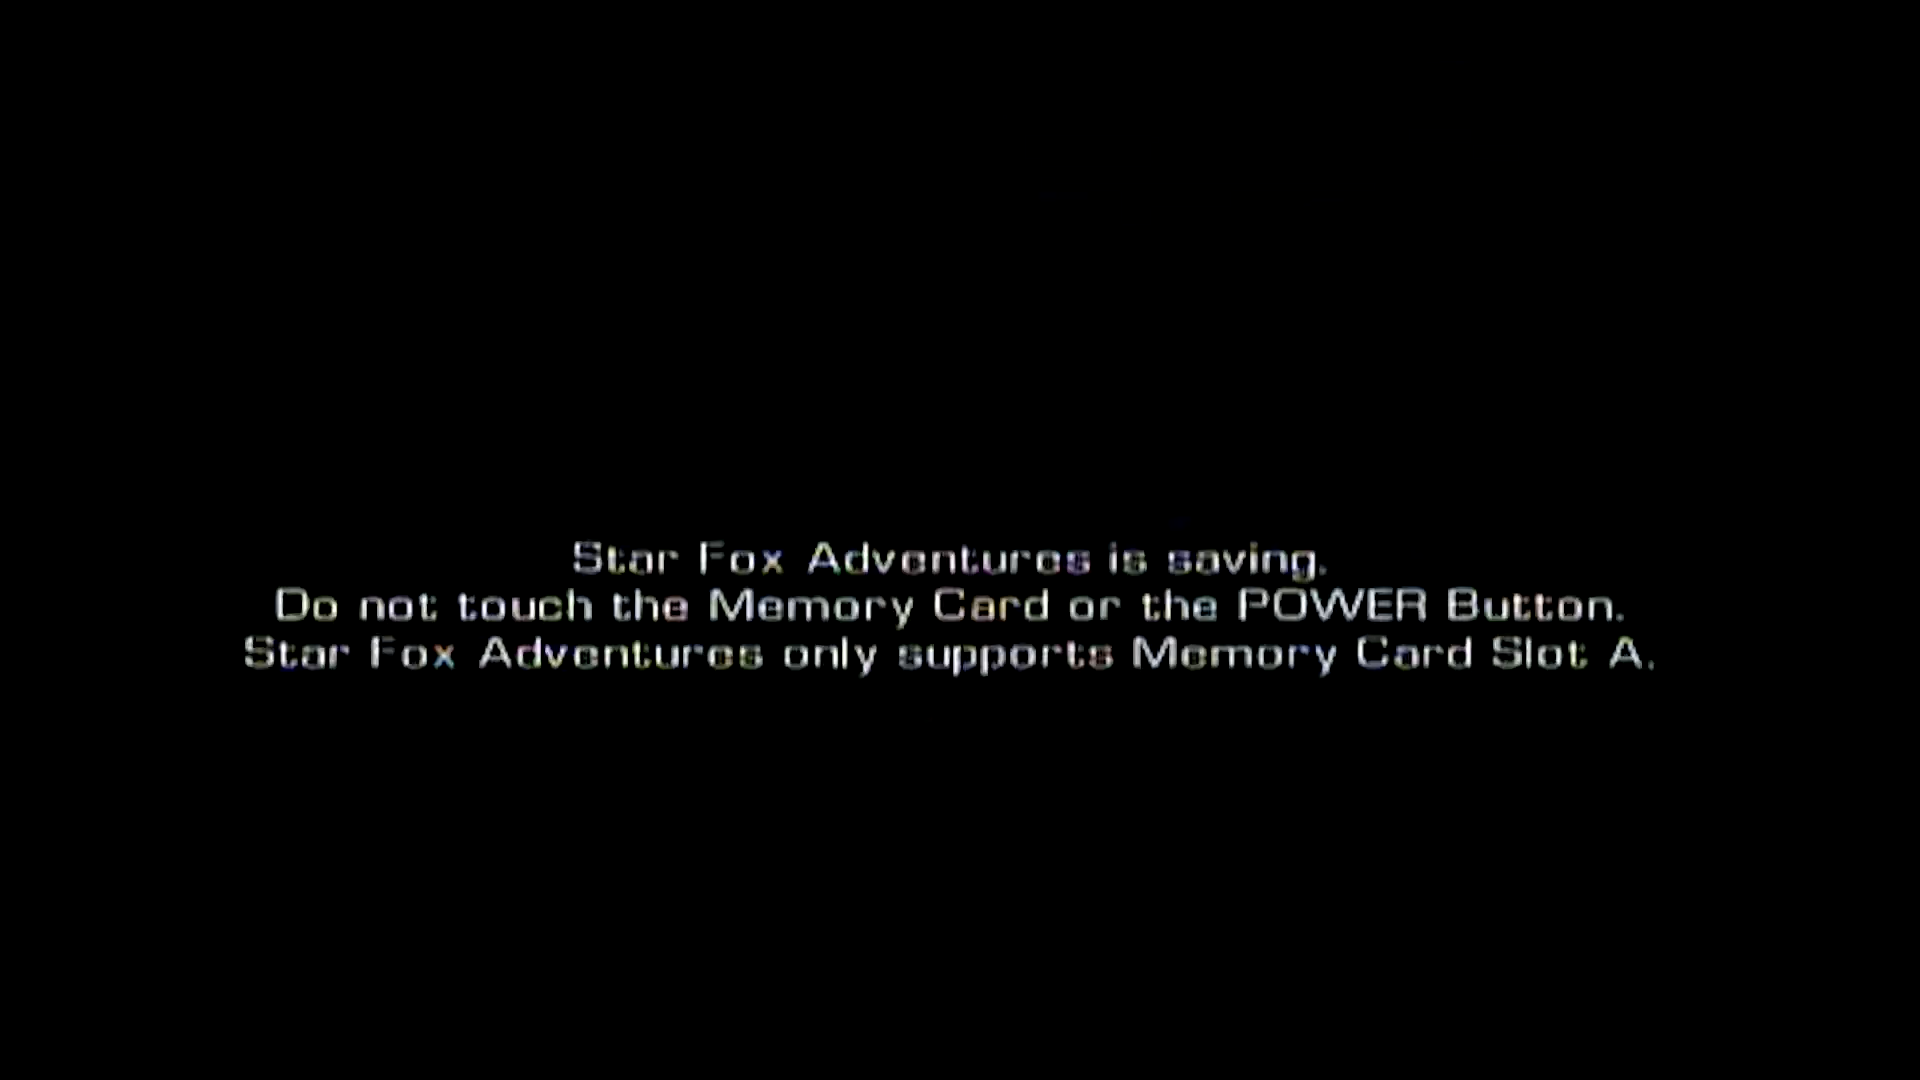 Star Fox Adventures is saving.
Do not touch the Memory Card or the POWER Button.
Star Fox Adventures only supports Memory Card Slot A.